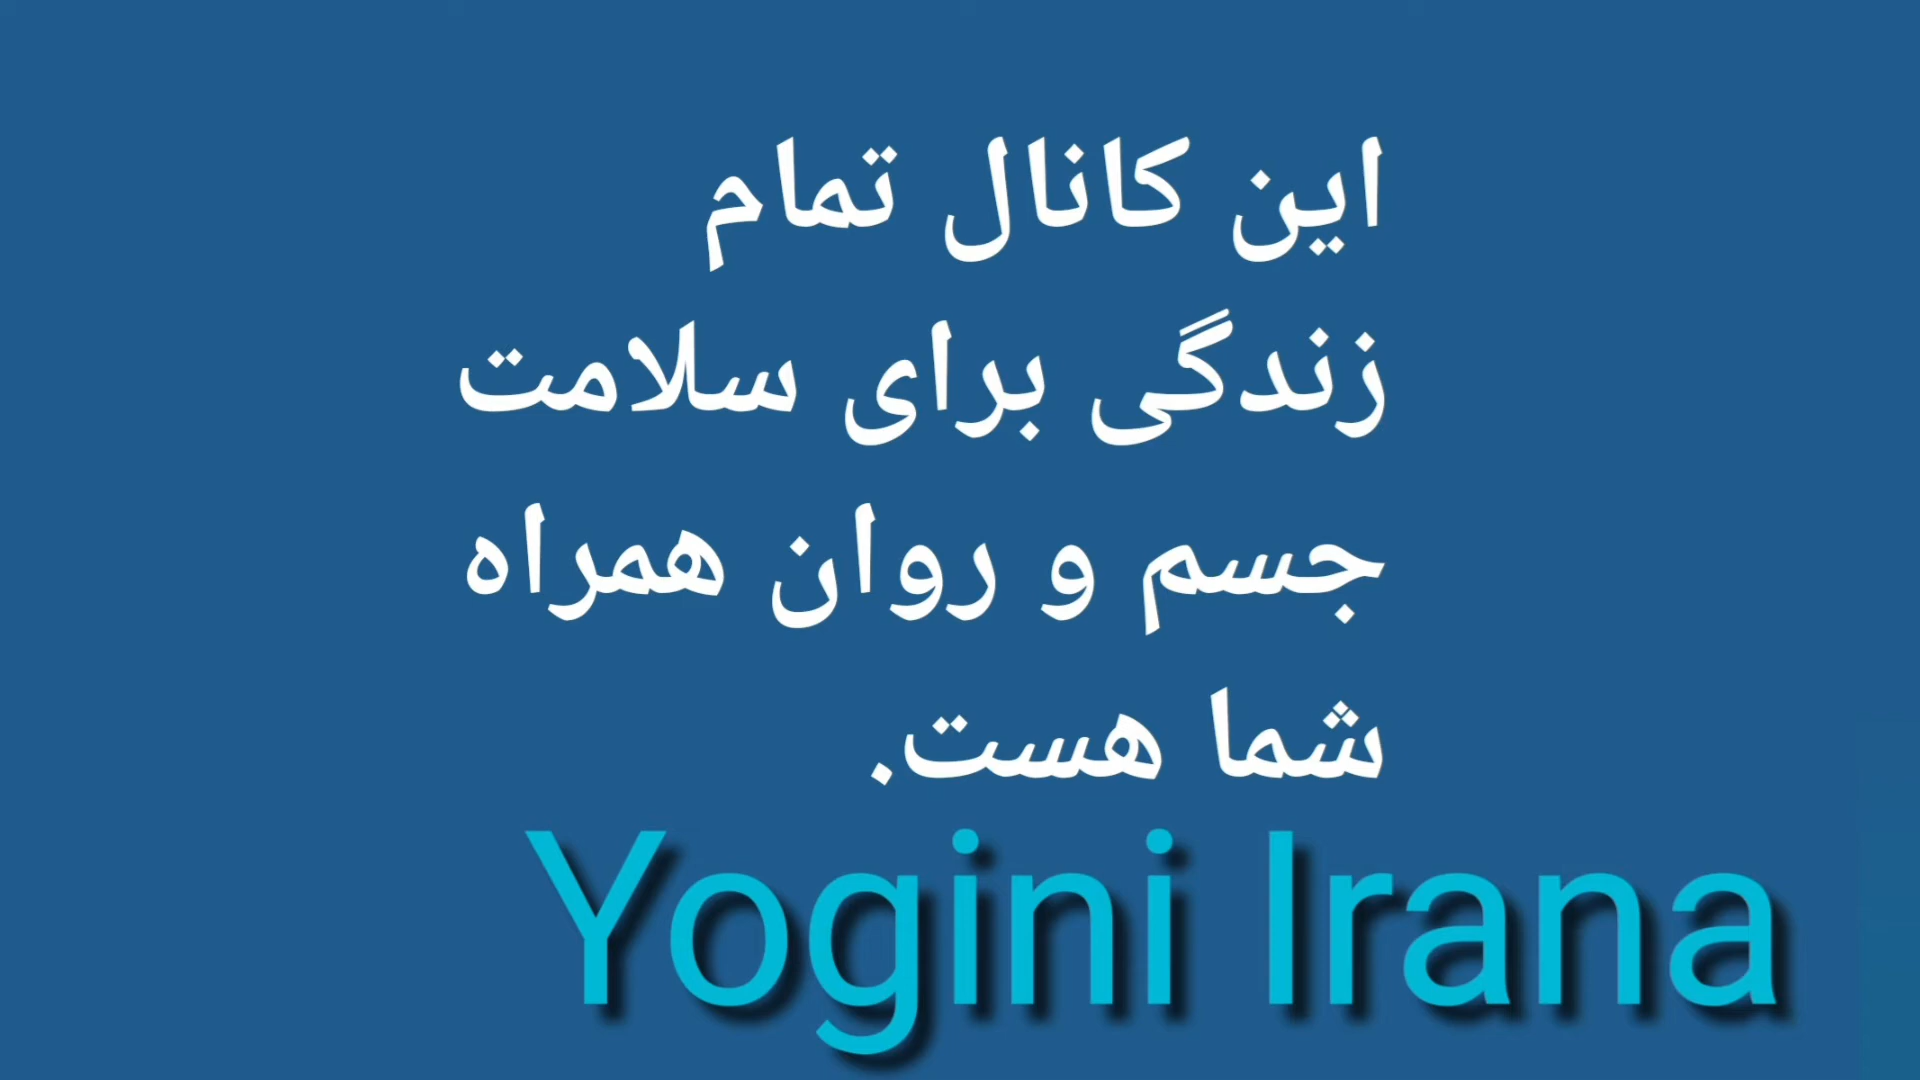 این کانال تمام
زندگی برای سلامت
جسم و روان همراه
شما هست.
Yogini Irana